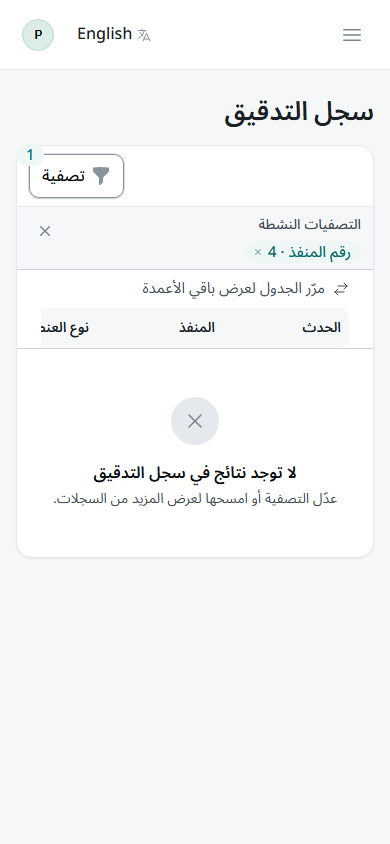 P
English
سجل التدقيق
1
تصفية
التصفيات النشطة
رقم المنفذ · 4 ×
مرّر الجدول لعرض باقي الأعمدة
الحدث المنفذ نوع
لا توجد نتائج في سجل التدقيق
عدّل التصفية أو امسحها لعرض المزيد من السجلات.